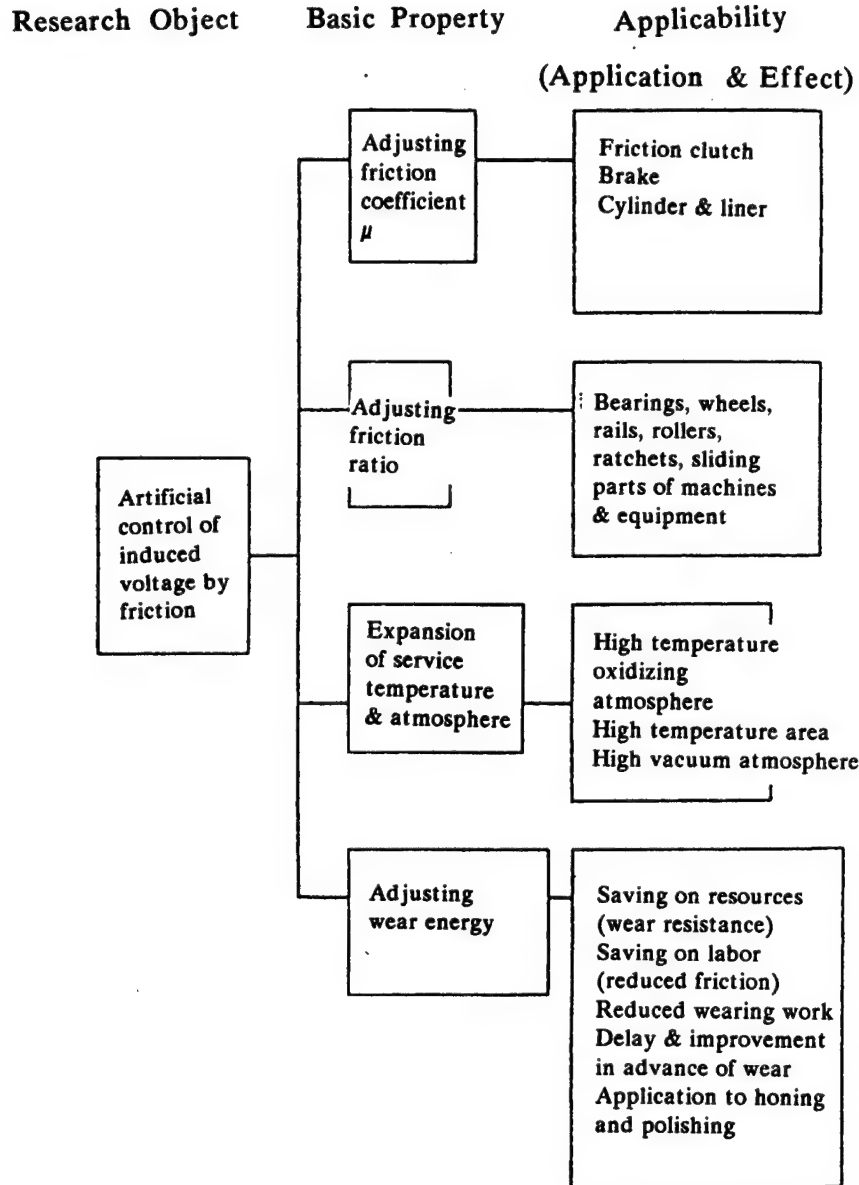 Research Object Basic Property Applicability
(Application & Effect)
Adjusting
friction
coefficient
μ
Friction clutch
Brake
Cylinder & liner
Adjusting
friction
ratio
Bearings, wheels,
rails, rollers,
ratchets, sliding
parts of machines
& equipment
Artificial
control of
induced
voltage by
friction
Expansion
of service
temperature
& atmosphere
High temperature
oxidizing
atmosphere
High temperature area
High vacuum atmosphere
Adjusting
wear energy
Saving on resources
(wear resistance)
Saving on labor
(reduced friction)
Reduced wearing work
Delay & improvement
in advance of wear
Application to honing
and polishing